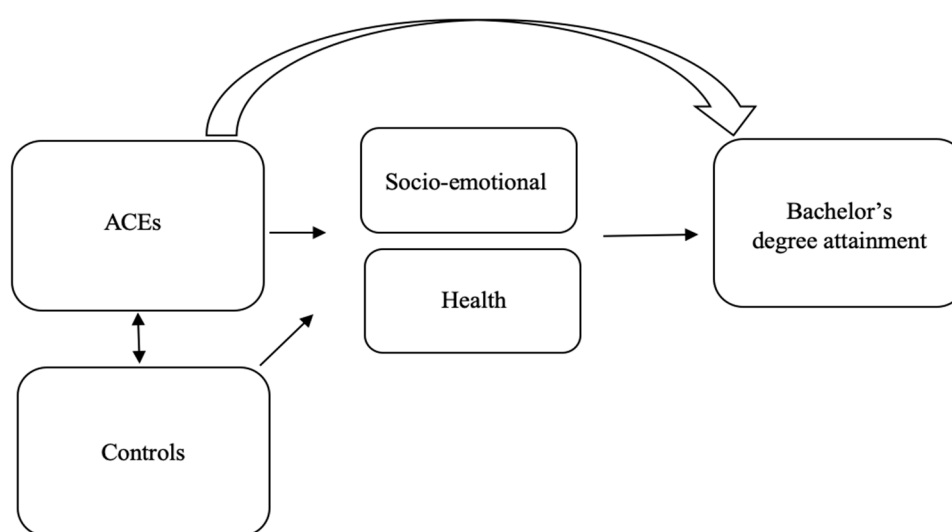 ACEs
Socio-emotional
Health
Bachelor’s
degree attainment
Controls